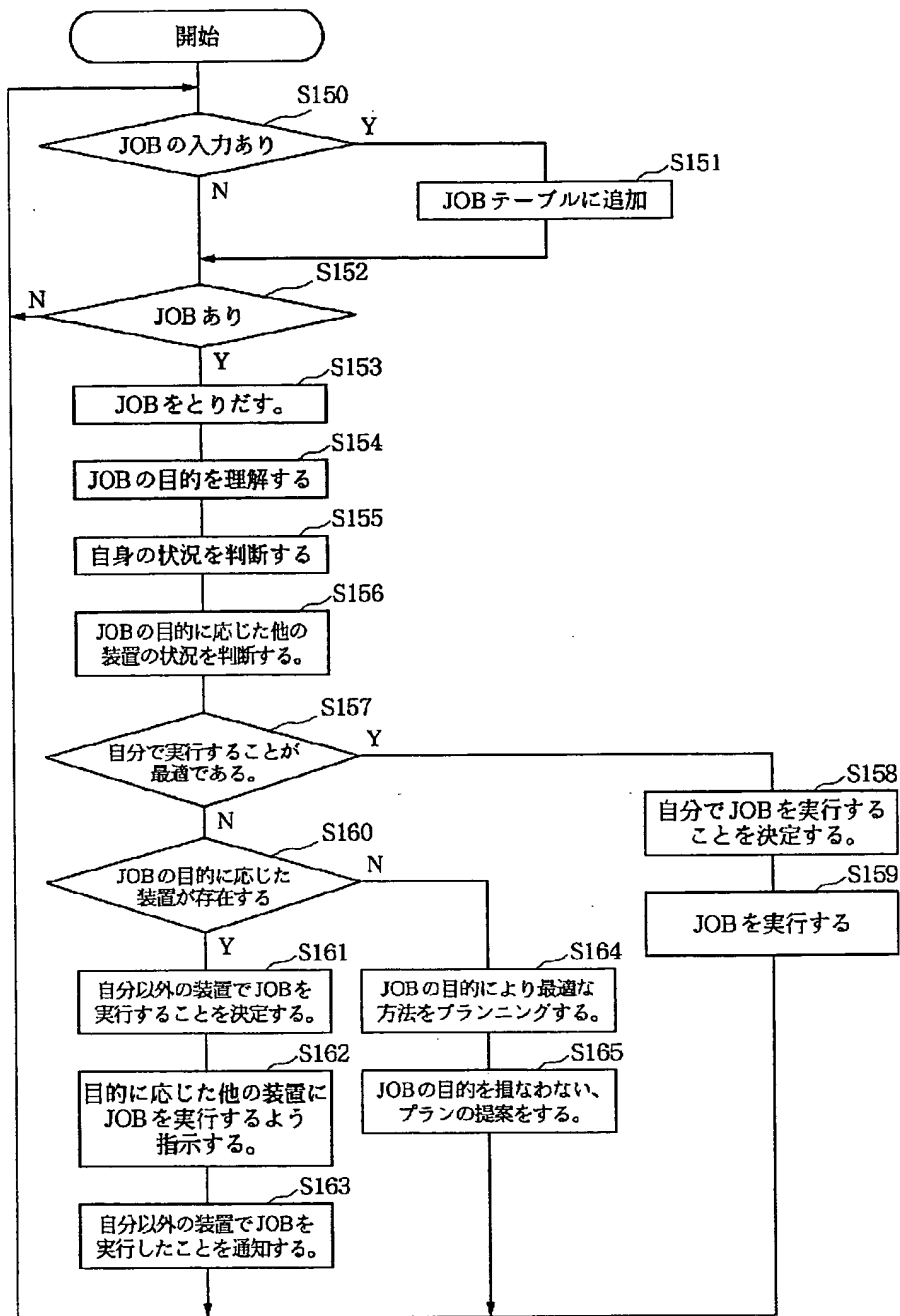 開始
S150
JOBの入力あり
Y
N
S151
JOBテーブルに追加
S152
N
JOBあり
Y
S153
JOBをとりだす。
S154
JOBの目的を理解する
S155
自身の状況を判断する
S156
JOBの目的に応じた他の
装置の状況を判断する。
S157
自分で実行することが
最適である。
Y
N
S158
自分でJOBを実行する
ことを決定する。
S159
JOBを実行する
S160
JOBの目的に応じた
装置が存在する
N
Y
S161
自分以外の装置でJOBを
実行することを決定する。
S162
目的に応じた他の装置に
JOBを実行するよう
指示する。
S163
自分以外の装置でJOBを
実行したことを通知する。
S164
JOBの目的により最適な
方法をプランニングする。
S165
JOBの目的を損なわない、
プランの提案をする。